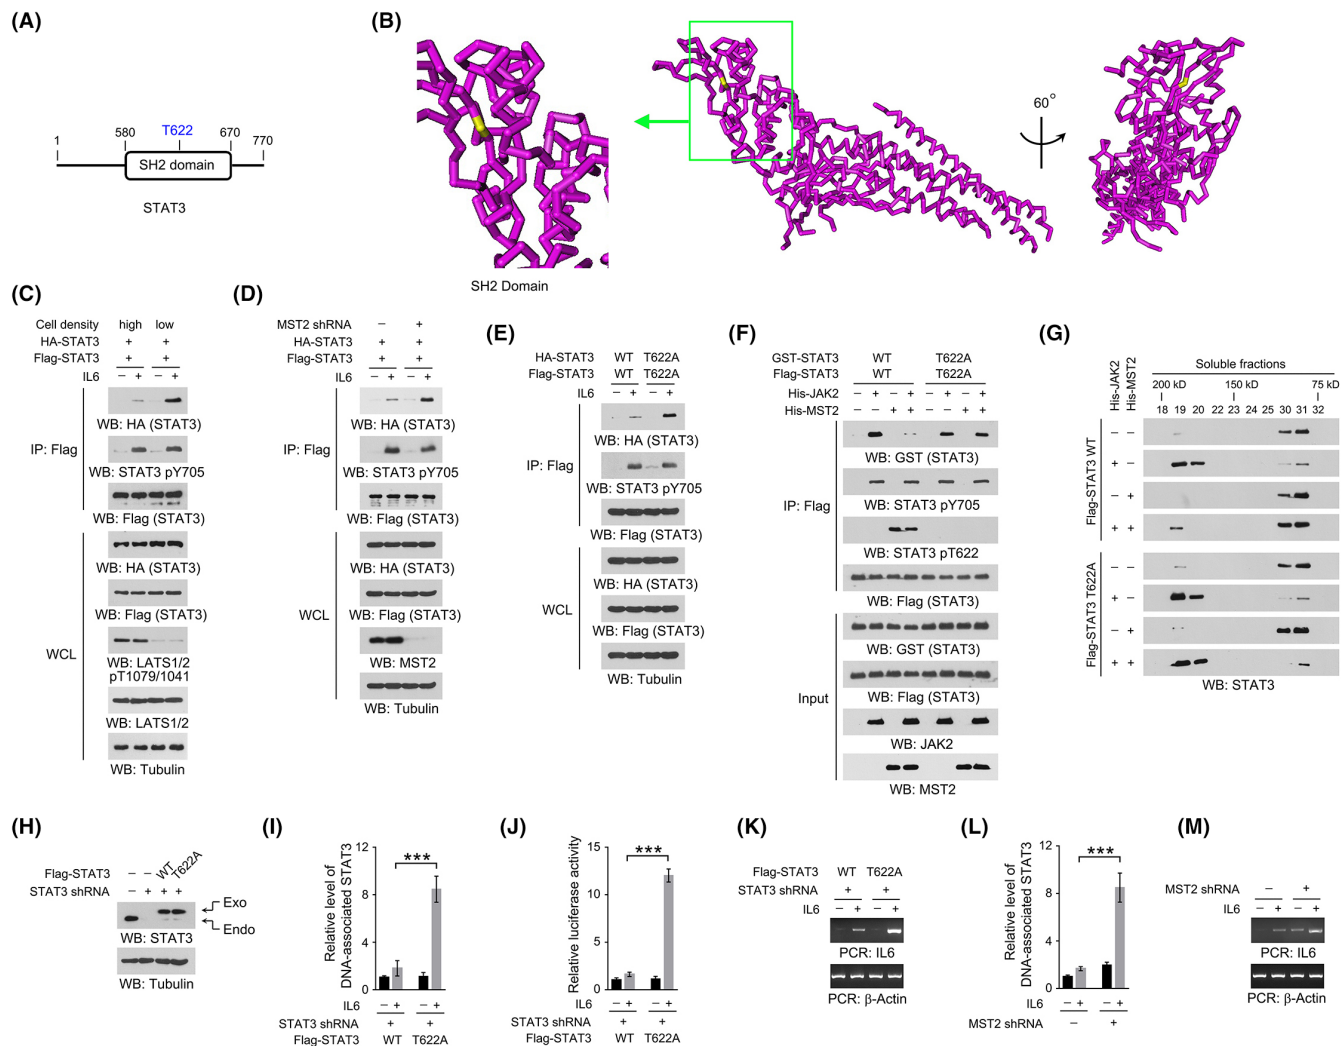 (A)
T622
1 580 670 770
SH2 domain
STAT3
(B)
60°
SH2 Domain
(C)
Cell density high low
HA-STAT3 + +
Flag-STAT3 + +
IL6 − + − +
IP: Flag
WB: HA (STAT3)
WB: STAT3 pY705
WB: Flag (STAT3)
WCL
WB: HA (STAT3)
WB: Flag (STAT3)
WB: LATS1/2
pT1079/1041
WB: LATS1/2
WB: Tubulin
(D)
MST2 shRNA − +
HA-STAT3 + +
Flag-STAT3 + +
IL6 − + − +
IP: Flag
WB: HA (STAT3)
WB: STAT3 pY705
WB: Flag (STAT3)
WCL
WB: HA (STAT3)
WB: Flag (STAT3)
WB: MST2
WB: Tubulin
(E)
HA-STAT3 WT T622A
Flag-STAT3 WT T622A
IL6 − + − +
IP: Flag
WB: HA (STAT3)
WB: STAT3 pY705
WB: Flag (STAT3)
WCL
WB: HA (STAT3)
WB: Flag (STAT3)
WB: Tubulin
(F)
GST-STAT3 WT T622A
Flag-STAT3 WT T622A
His-JAK2 − + − + − + − +
His-MST2 − − + + − − + +
IP: Flag
WB: GST (STAT3)
WB: STAT3 pY705
WB: STAT3 pT622
WB: Flag (STAT3)
Input
WB: GST (STAT3)
WB: Flag (STAT3)
WB: JAK2
WB: MST2
(G)
His-JAK2
His-MST2
Soluble fractions
200 kD 150 kD 75 kD
18 19 20 22 23 24 25 30 31 32
Flag-STAT3 WT
− −
+ −
− +
+ +
Flag-STAT3 T622A
− −
+ −
− +
+ +
WB: STAT3
(H)
Flag-STAT3 − − WT T622A
STAT3 shRNA − + + +
Exo
Endo
WB: STAT3
WB: Tubulin
(I)
Relative level of
DNA-associated STAT3
12
8
4
0
***
IL6 − + − +
STAT3 shRNA + +
Flag-STAT3 WT T622A
(J)
Relative luciferase activity
15
10
5
0
***
IL6 − + − +
STAT3 shRNA + +
Flag-STAT3 WT T622A
(K)
Flag-STAT3 WT T622A
STAT3 shRNA + +
IL6 − + − +
PCR: IL6
PCR: β-Actin
(L)
Relative level of
DNA-associated STAT3
12
8
4
0
***
IL6 − + − +
MST2 shRNA − +
(M)
MST2 shRNA − +
IL6 − + − +
PCR: IL6
PCR: β-Actin